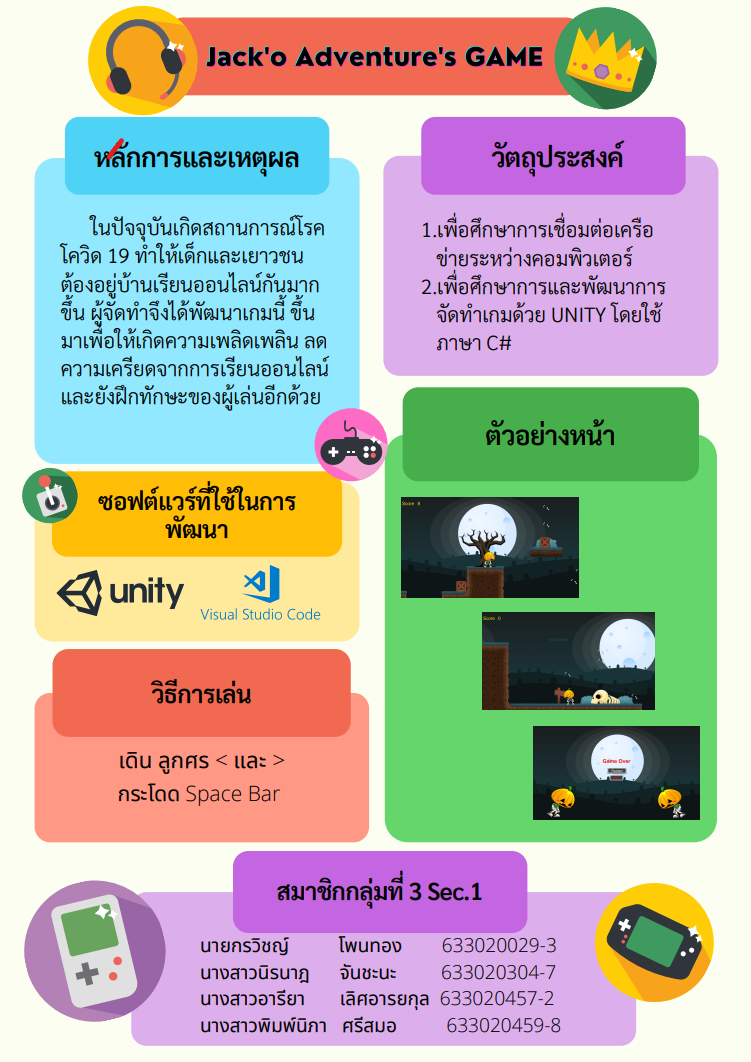 Jack'o Adventure's GAME
หลักการและเหตุผล
ในปัจจุบันเกิดสถานการณ์โรค
โควิด 19 ทำให้เด็กและเยาวชน
ต้องอยู่บ้านเรียนออนไลน์กันมาก
ขึ้น ผู้จัดทำจึงได้พัฒนาเกมนี้ ขึ้น
มาเพื่อให้เกิดความเพลิดเพลิน ลด
ความเครียดจากการเรียนออนไลน์
และยังฝึกทักษะของผู้เล่นอีกด้วย
วัตถุประสงค์
1.เพื่อศึกษาการเชื่อมต่อเครือ
ข่ายระหว่างคอมพิวเตอร์
2.เพื่อศึกษาการและพัฒนาการ
จัดทำเกมด้วย UNITY โดยใช้
ภาษา C#
ซอฟต์แวร์ที่ใช้ในการ
พัฒนา
unity
Visual Studio Code
ตัวอย่างหน้า
Score 8
Score 0
Game Over
วิธีการเล่น
เดิน ลูกศร < และ >
กระโดด Space Bar
สมาชิกกลุ่มที่ 3 Sec.1
นายกรวิชญ์ โพนทอง 633020029-3
นางสาวนิรนาฎ จันชะนะ 633020304-7
นางสาวอารียา เลิศอารยกุล 633020457-2
นางสาวพิมพ์นิภา ศรีสมอ 633020459-8